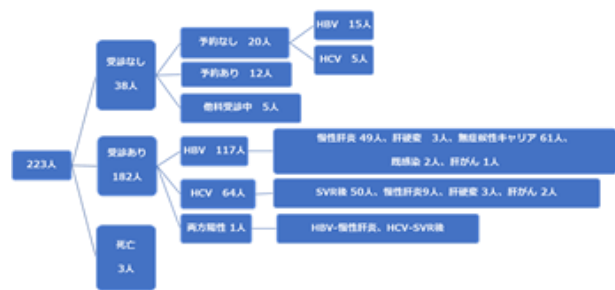 223人
受診なし
38人
予約なし 20人
HBV 15人
HCV 5人
予約あり 12人
他科受診中 5人
受診あり
182人
HBV 117人
慢性肝炎 49人、肝硬変 3人、無症候性キャリア 61人、
既感染 2人、肝がん 1人
HCV 64人
SVR後 50人、慢性肝炎9人、肝硬変 3人、肝がん 2人
両方陽性 1人
HBV-慢性肝炎、HCV-SVR後
死亡
3人